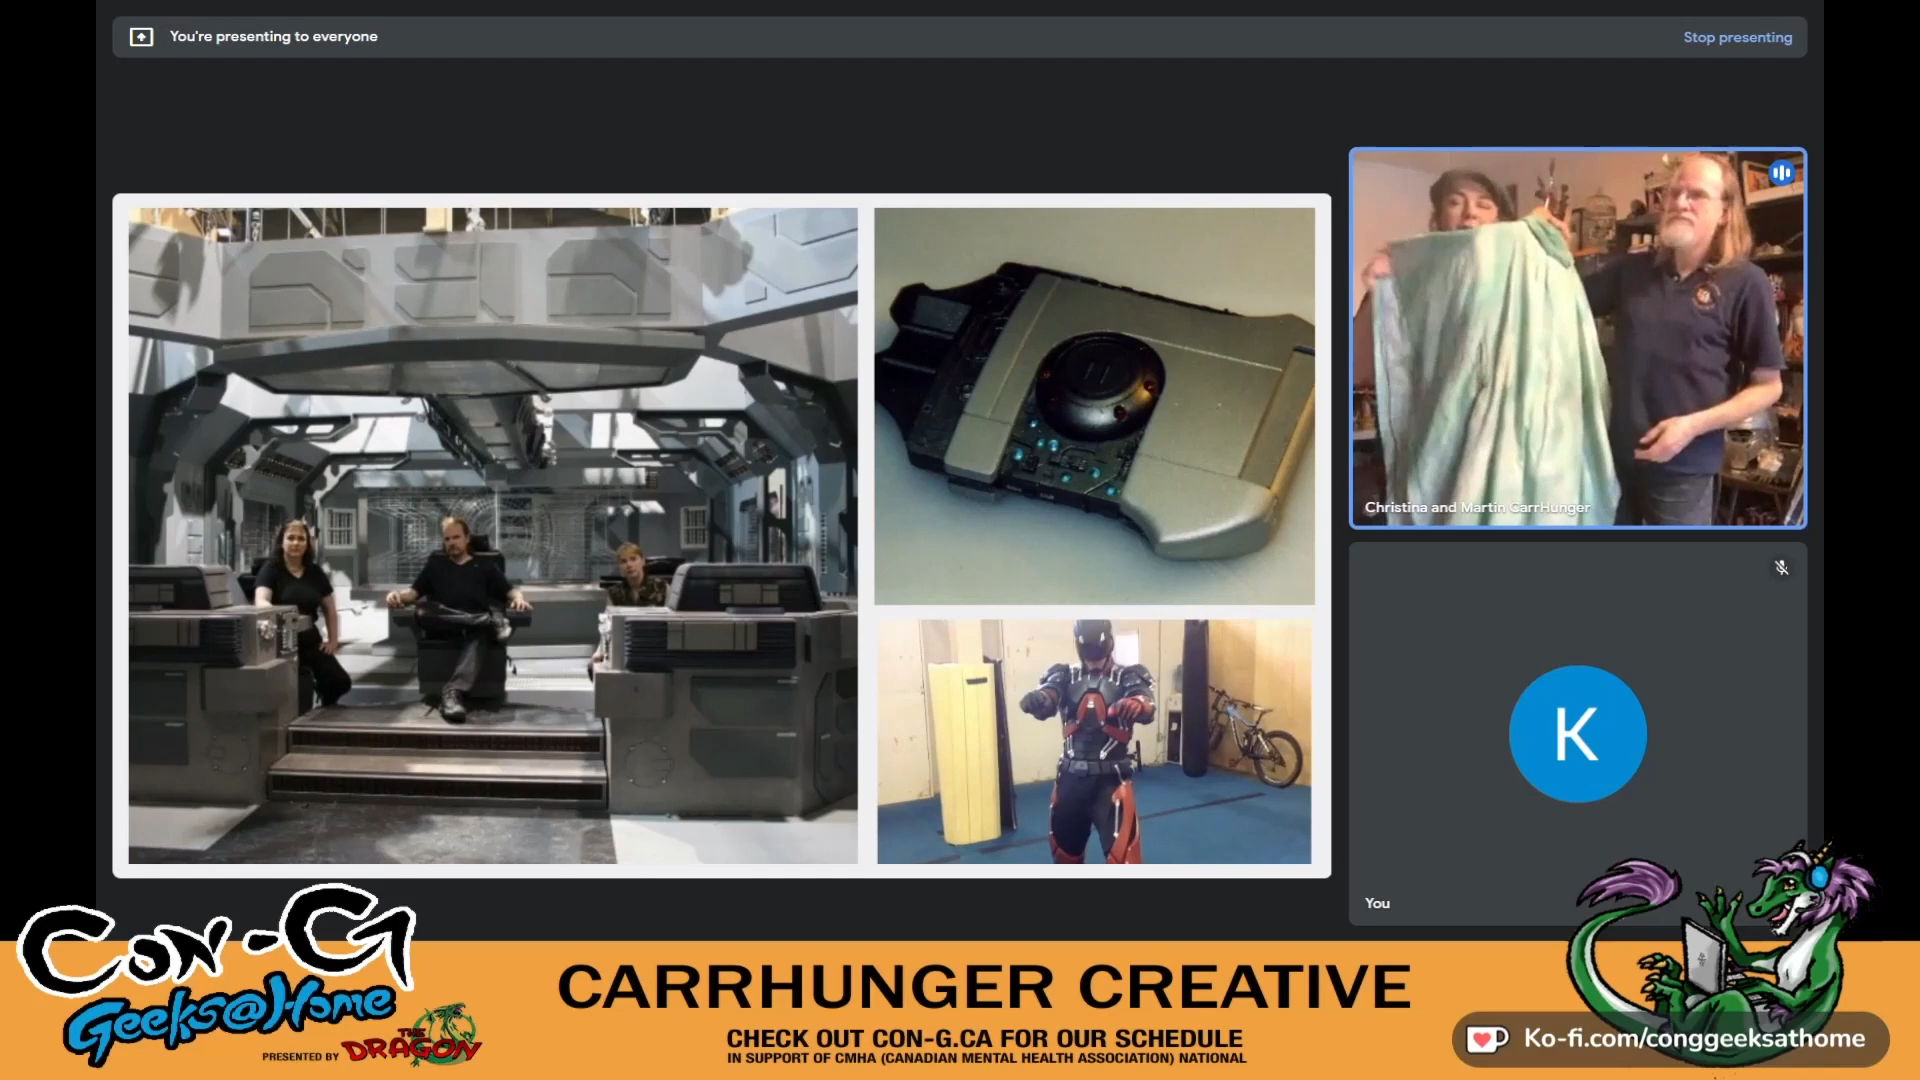 You're presenting to everyone
Stop presenting
Christina and Martin CarrHunger
K
You
CON-G
Geeks@Home
PRESENTED BY THE DRAGON
CARRHUNGER CREATIVE
CHECK OUT CON-G.CA FOR OUR SCHEDULE
IN SUPPORT OF CMHA (CANADIAN MENTAL HEALTH ASSOCIATION) NATIONAL
Ko-fi.com/conggeeksathome